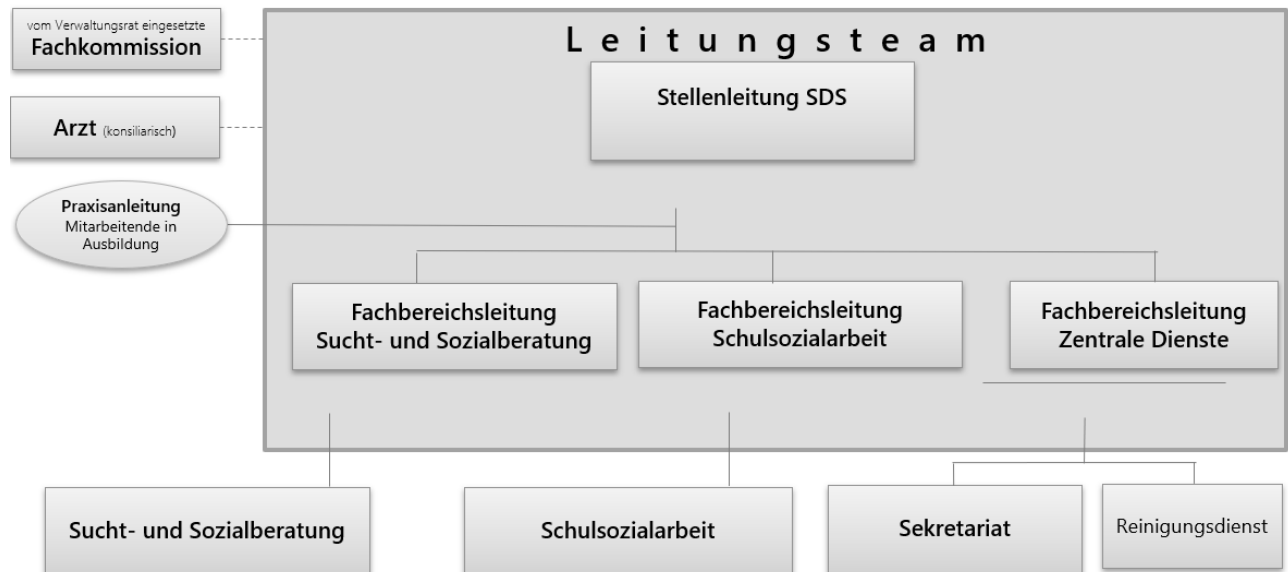 vom Verwaltungsrat eingesetzte
Fachkommission
Leitungsteam
Stellenleitung SDS
Arzt (konsiliarisch)
Praxisanleitung
Mitarbeitende in
Ausbildung
Fachbereichsleitung
Sucht- und Sozialberatung
Fachbereichsleitung
Schulsozialarbeit
Fachbereichsleitung
Zentrale Dienste
Sucht- und Sozialberatung
Schulsozialarbeit
Sekretariat
Reinigungsdienst